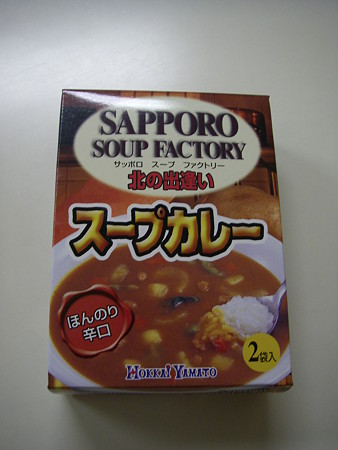 SAPPORO
SOUP FACTORY
サッポロ スープ ファクトリー
北の出逢い
スープカレー
ほんのり
辛口
2袋入
HOKKAI YAMATO